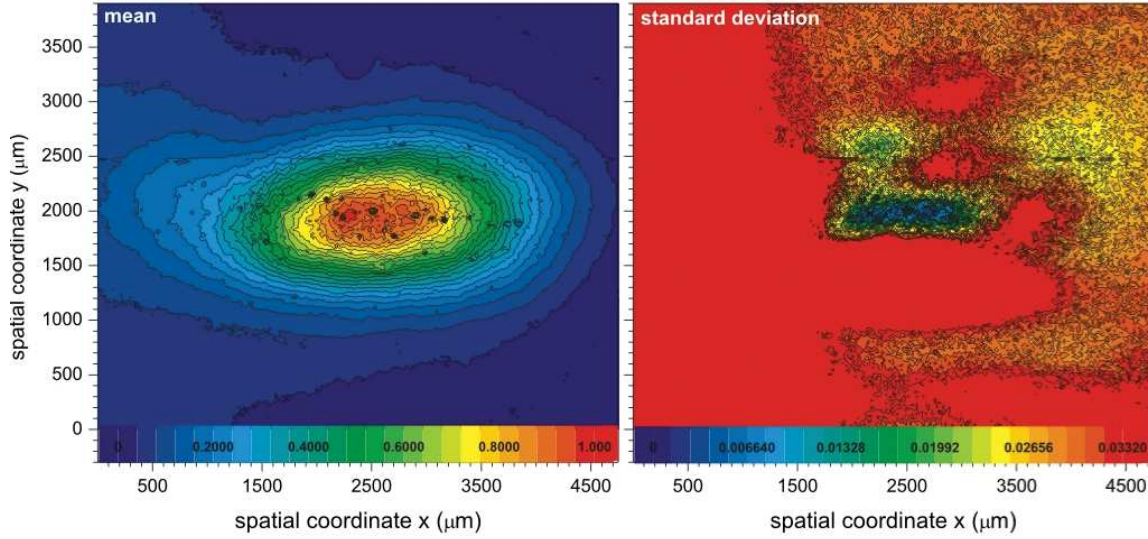 mean
standard deviation
spatial coordinate y (μm)
3500
3000
2500
2000
1500
1000
500
0
0 0.2000 0.4000 0.6000 0.8000 1.000
0 0.006640 0.01328 0.01992 0.02656 0.03320
500 1500 2500 3500 4500
500 1500 2500 3500 4500
spatial coordinate x (μm)
spatial coordinate x (μm)